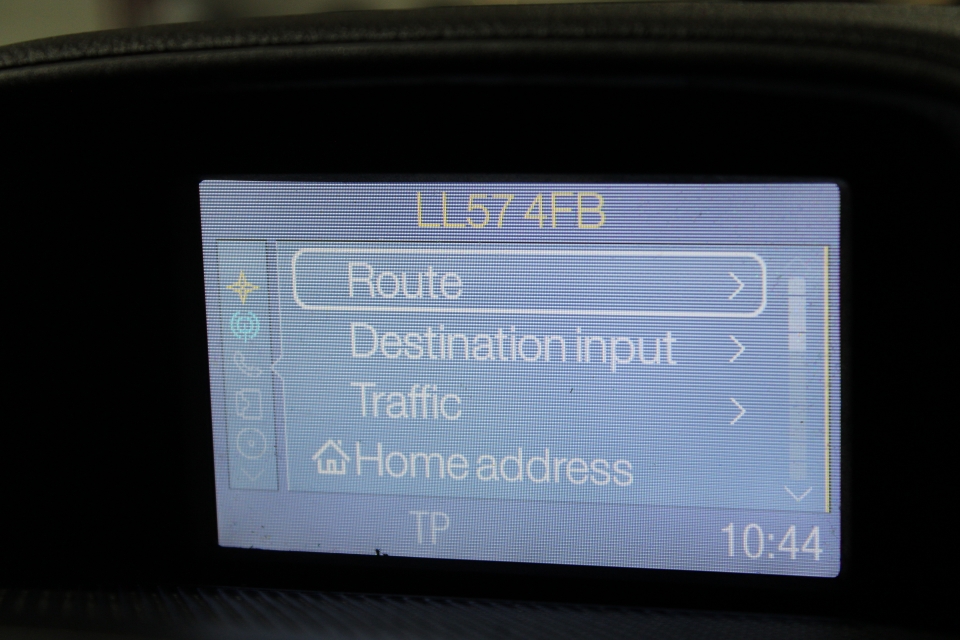 LL57 4FB
Route
Destination input
Traffic
Home address
TP
10:44